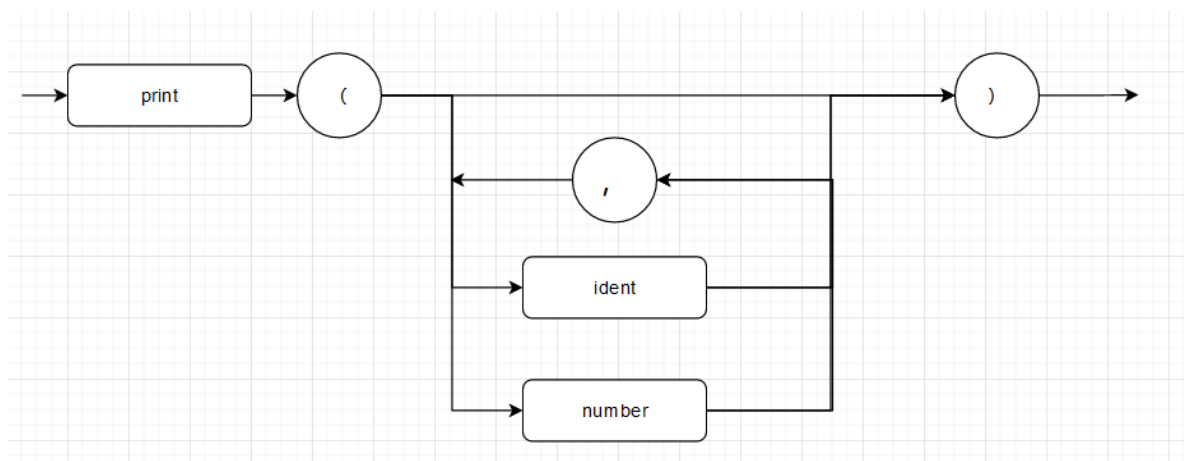 print
(
)
,
ident
number